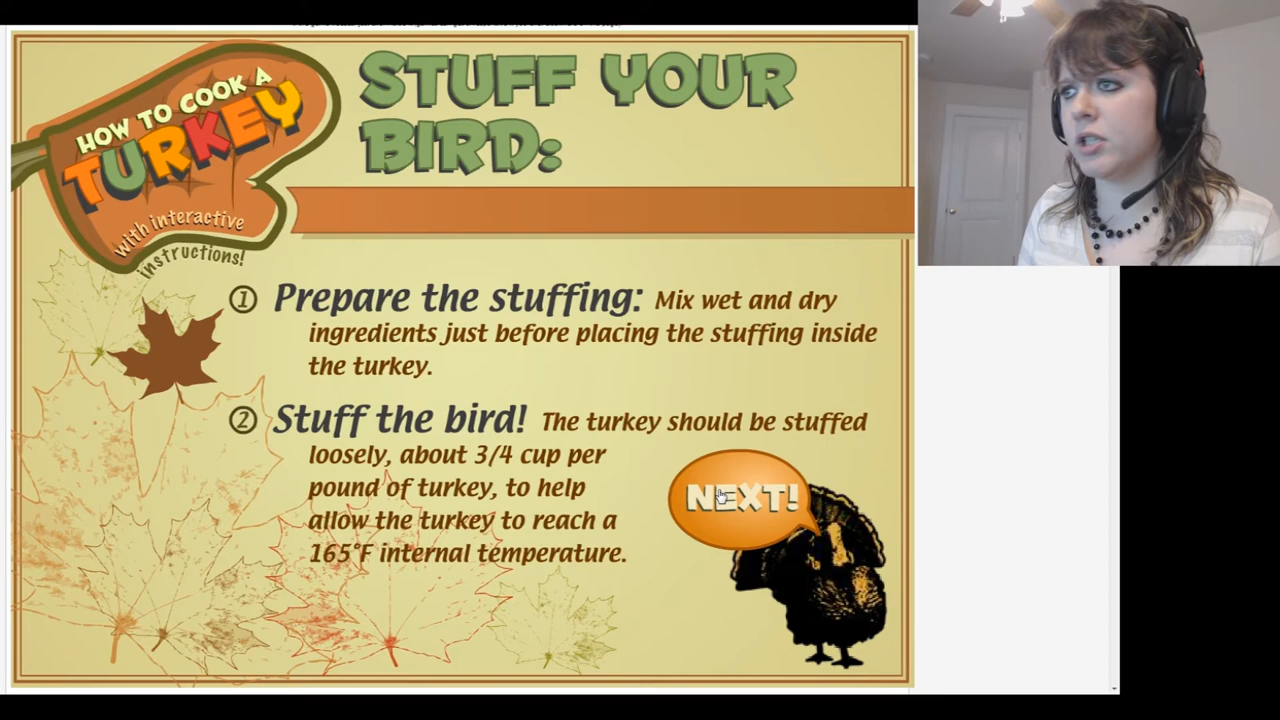 HOW TO COOK A
TURKEY
with interactive
instructions!
STUFF YOUR
BIRD:
① Prepare the stuffing: Mix wet and dry
ingredients just before placing the stuffing inside
the turkey.
② Stuff the bird! The turkey should be stuffed
loosely, about 3/4 cup per
pound of turkey, to help
allow the turkey to reach a
165°F internal temperature.
NEXT!